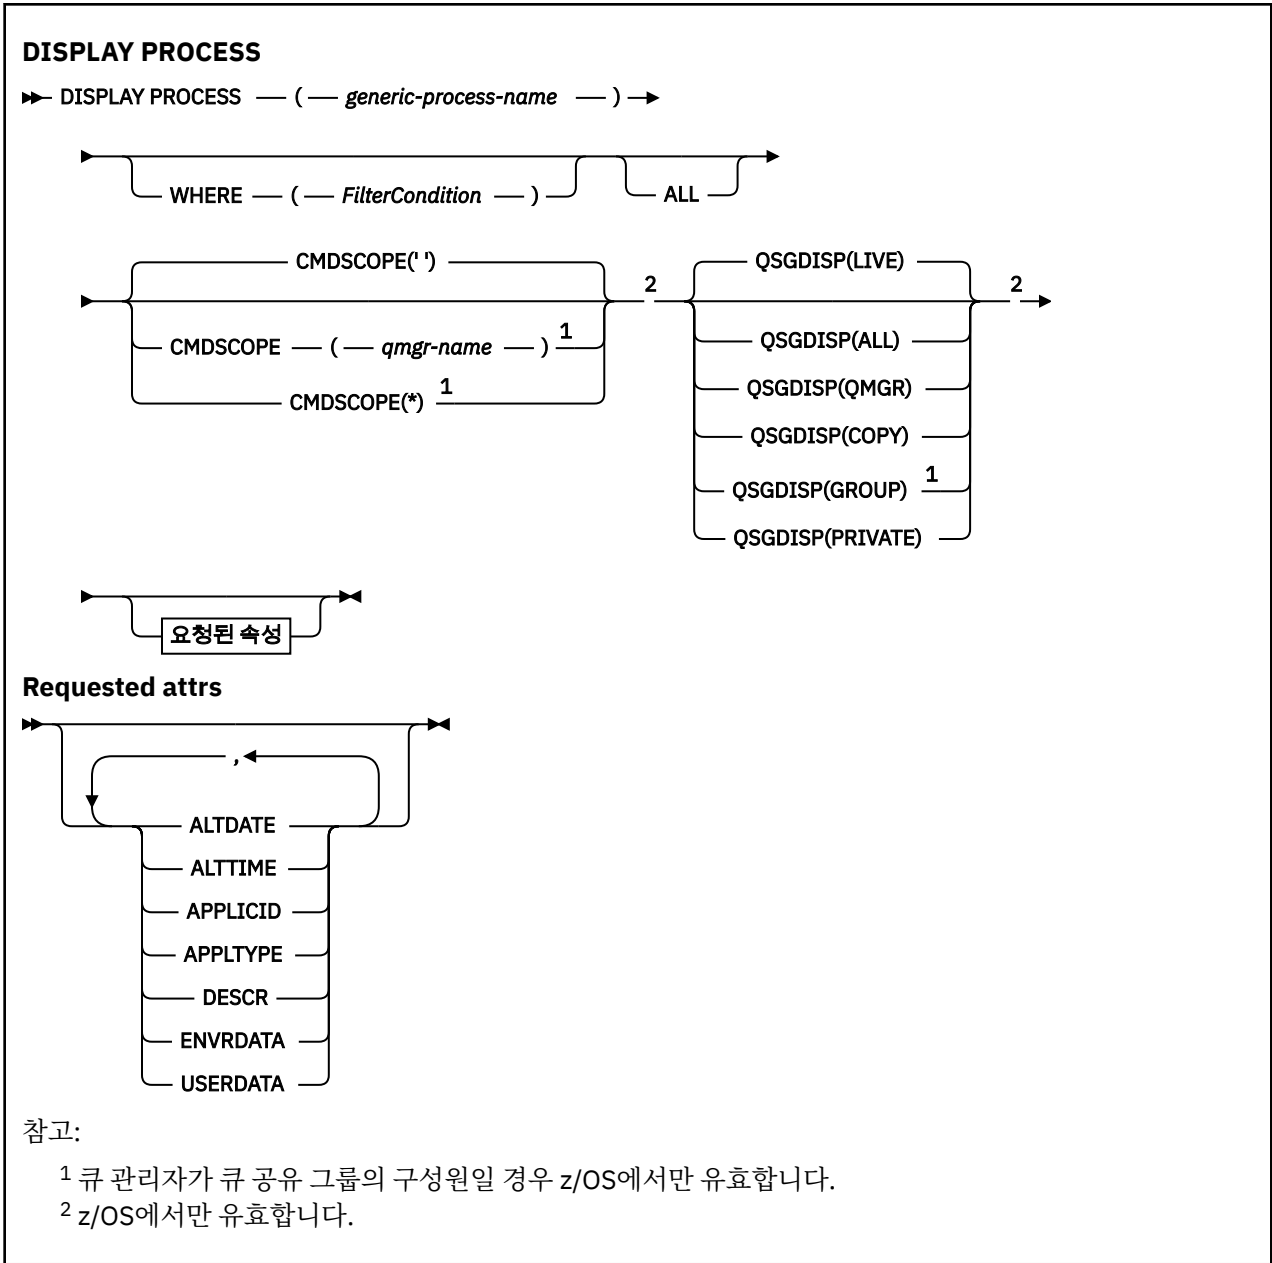 DISPLAY PROCESS
DISPLAY PROCESS ( generic-process-name )
WHERE ( FilterCondition ) ALL
CMDSCOPE(' ') 2 QSGDISP(LIVE) 2
CMDSCOPE ( qmgr-name ) 1 QSGDISP(ALL)
CMDSCOPE(*) 1 QSGDISP(QMGR)
QSGDISP(COPY)
QSGDISP(GROUP) 1
QSGDISP(PRIVATE)
요청된 속성
Requested attrs
,
ALTDATE
ALTTIME
APPLICID
APPLTYPE
DESCR
ENVRDATA
USERDATA
참고:
1 큐 관리자가 큐 공유 그룹의 구성원일 경우 z/OS에서만 유효합니다.
2 z/OS에서만 유효합니다.